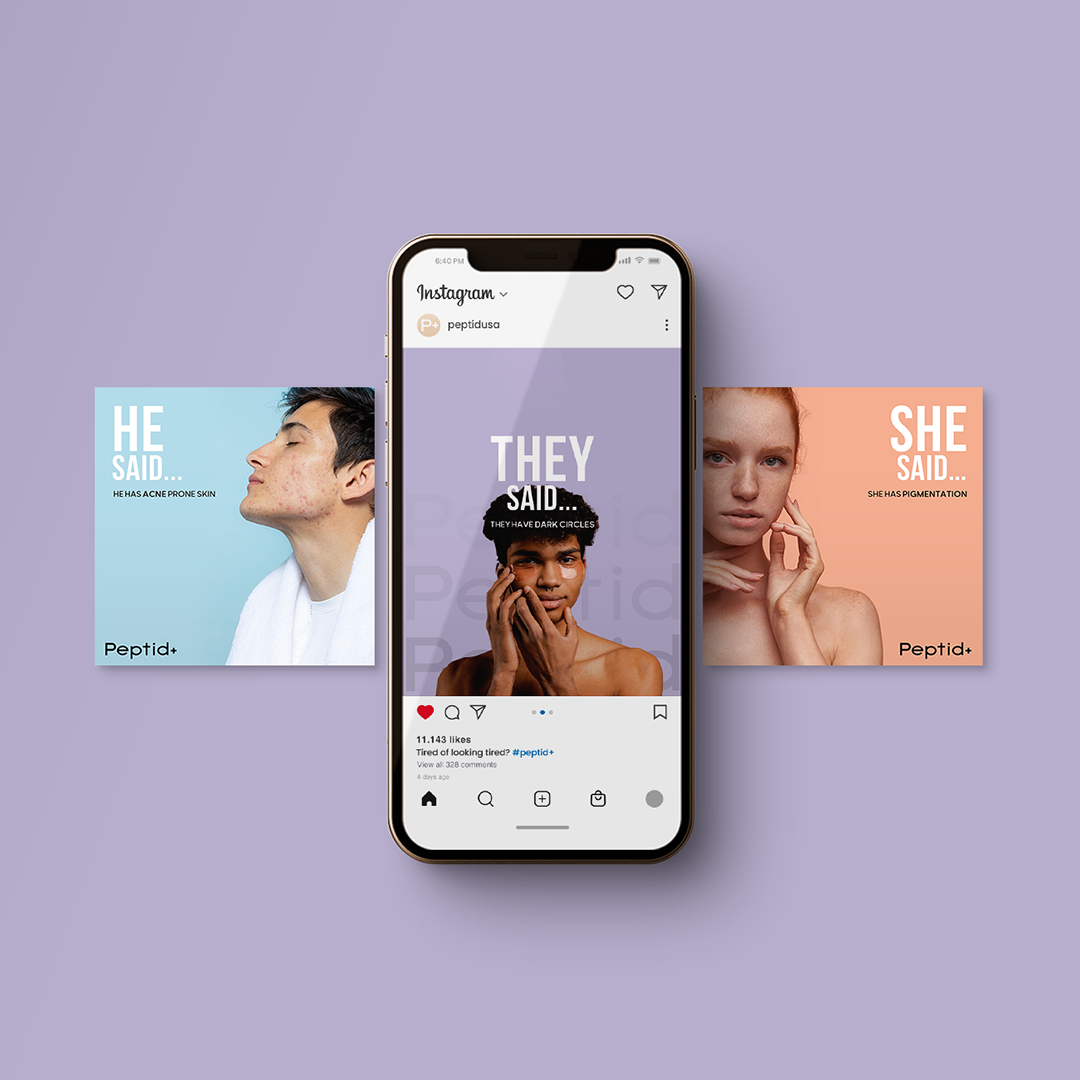 HE
SAID...
HE HAS ACNE PRONE SKIN
Peptid+
6:40 PM
Instagram
P+ peptidusa
THEY
SAID...
THEY HAVE DARK CIRCLES
Peptid
Peptid
Peptid
11.143 likes
Tired of looking tired? #peptid+
View all 328 comments
4 days ago
SHE
SAID...
SHE HAS PIGMENTATION
Peptid+